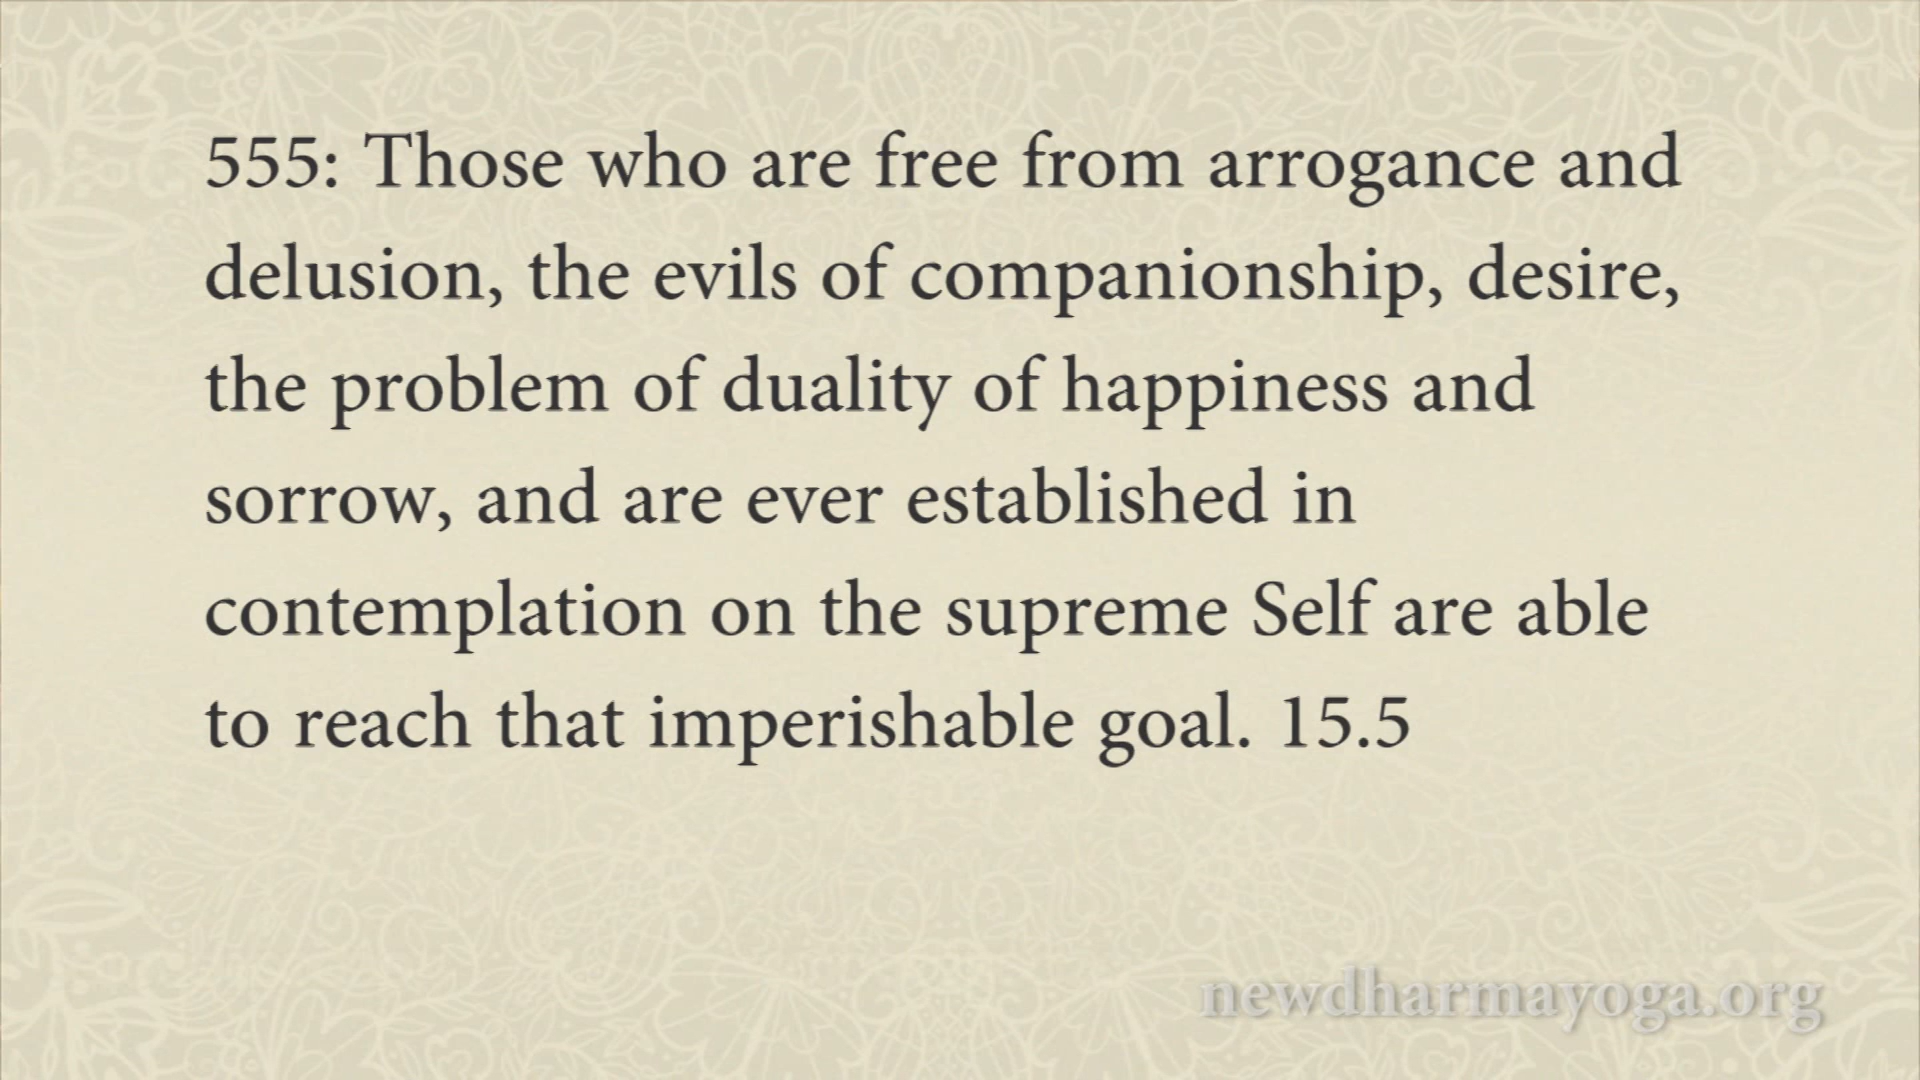 555: Those who are free from arrogance and
delusion, the evils of companionship, desire,
the problem of duality of happiness and
sorrow, and are ever established in
contemplation on the supreme Self are able
to reach that imperishable goal. 15.5
newdharmayoga.org